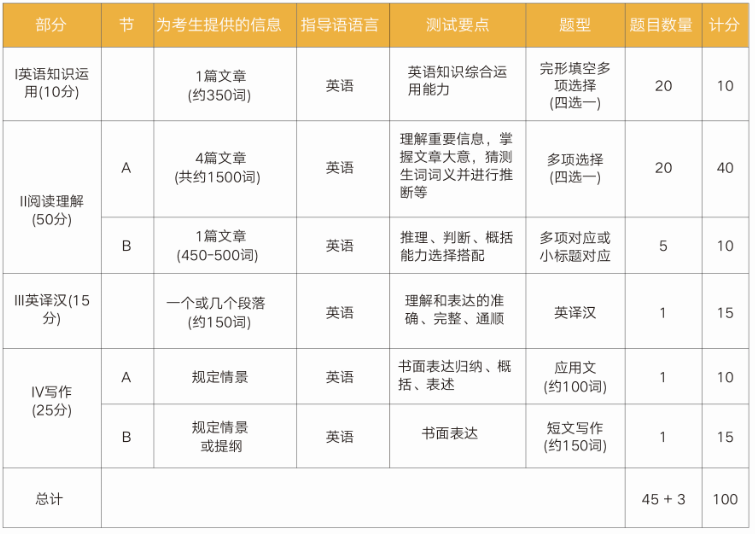 部分 节 为考生提供的信息 指导语语言 测试要点 题型 题目数量 计分
I英语知识运
用(10分)
1篇文章
(约350词)
英语
英语知识综合运
用能力
完形填空多
项选择
(四选一)
20
10
II阅读理解
(50分)
A
4篇文章
(共约1500词)
英语
理解重要信息，掌
握文章大意，猜测
生词词义并进行推
断等
多项选择
(四选一)
20
40
B
1篇文章
(450-500词)
英语
推理、判断、概括
能力选择搭配
多项对应或
小标题对应
5
10
III英译汉(15
分)
一个或几个段落
(约150词)
英语
理解和表达的准
确、完整、通顺
英译汉
1
15
IV写作
(25分)
A
规定情景
英语
书面表达归纳、概
括、表述
应用文
(约100词)
1
10
B
规定情景
或提纲
英语
书面表达
短文写作
(约150词)
1
15
总计
45 + 3
100